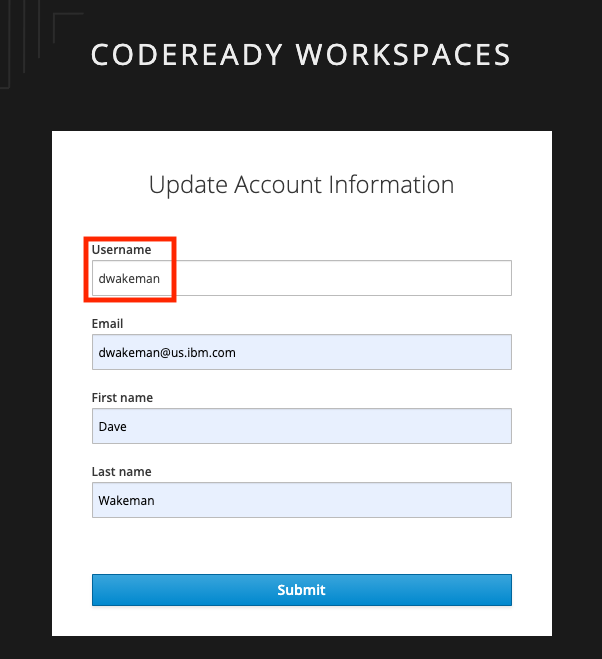 CODEREADY WORKSPACES
Update Account Information
Username
dwakeman
Email
dwakeman@us.ibm.com
First name
Dave
Last name
Wakeman
Submit